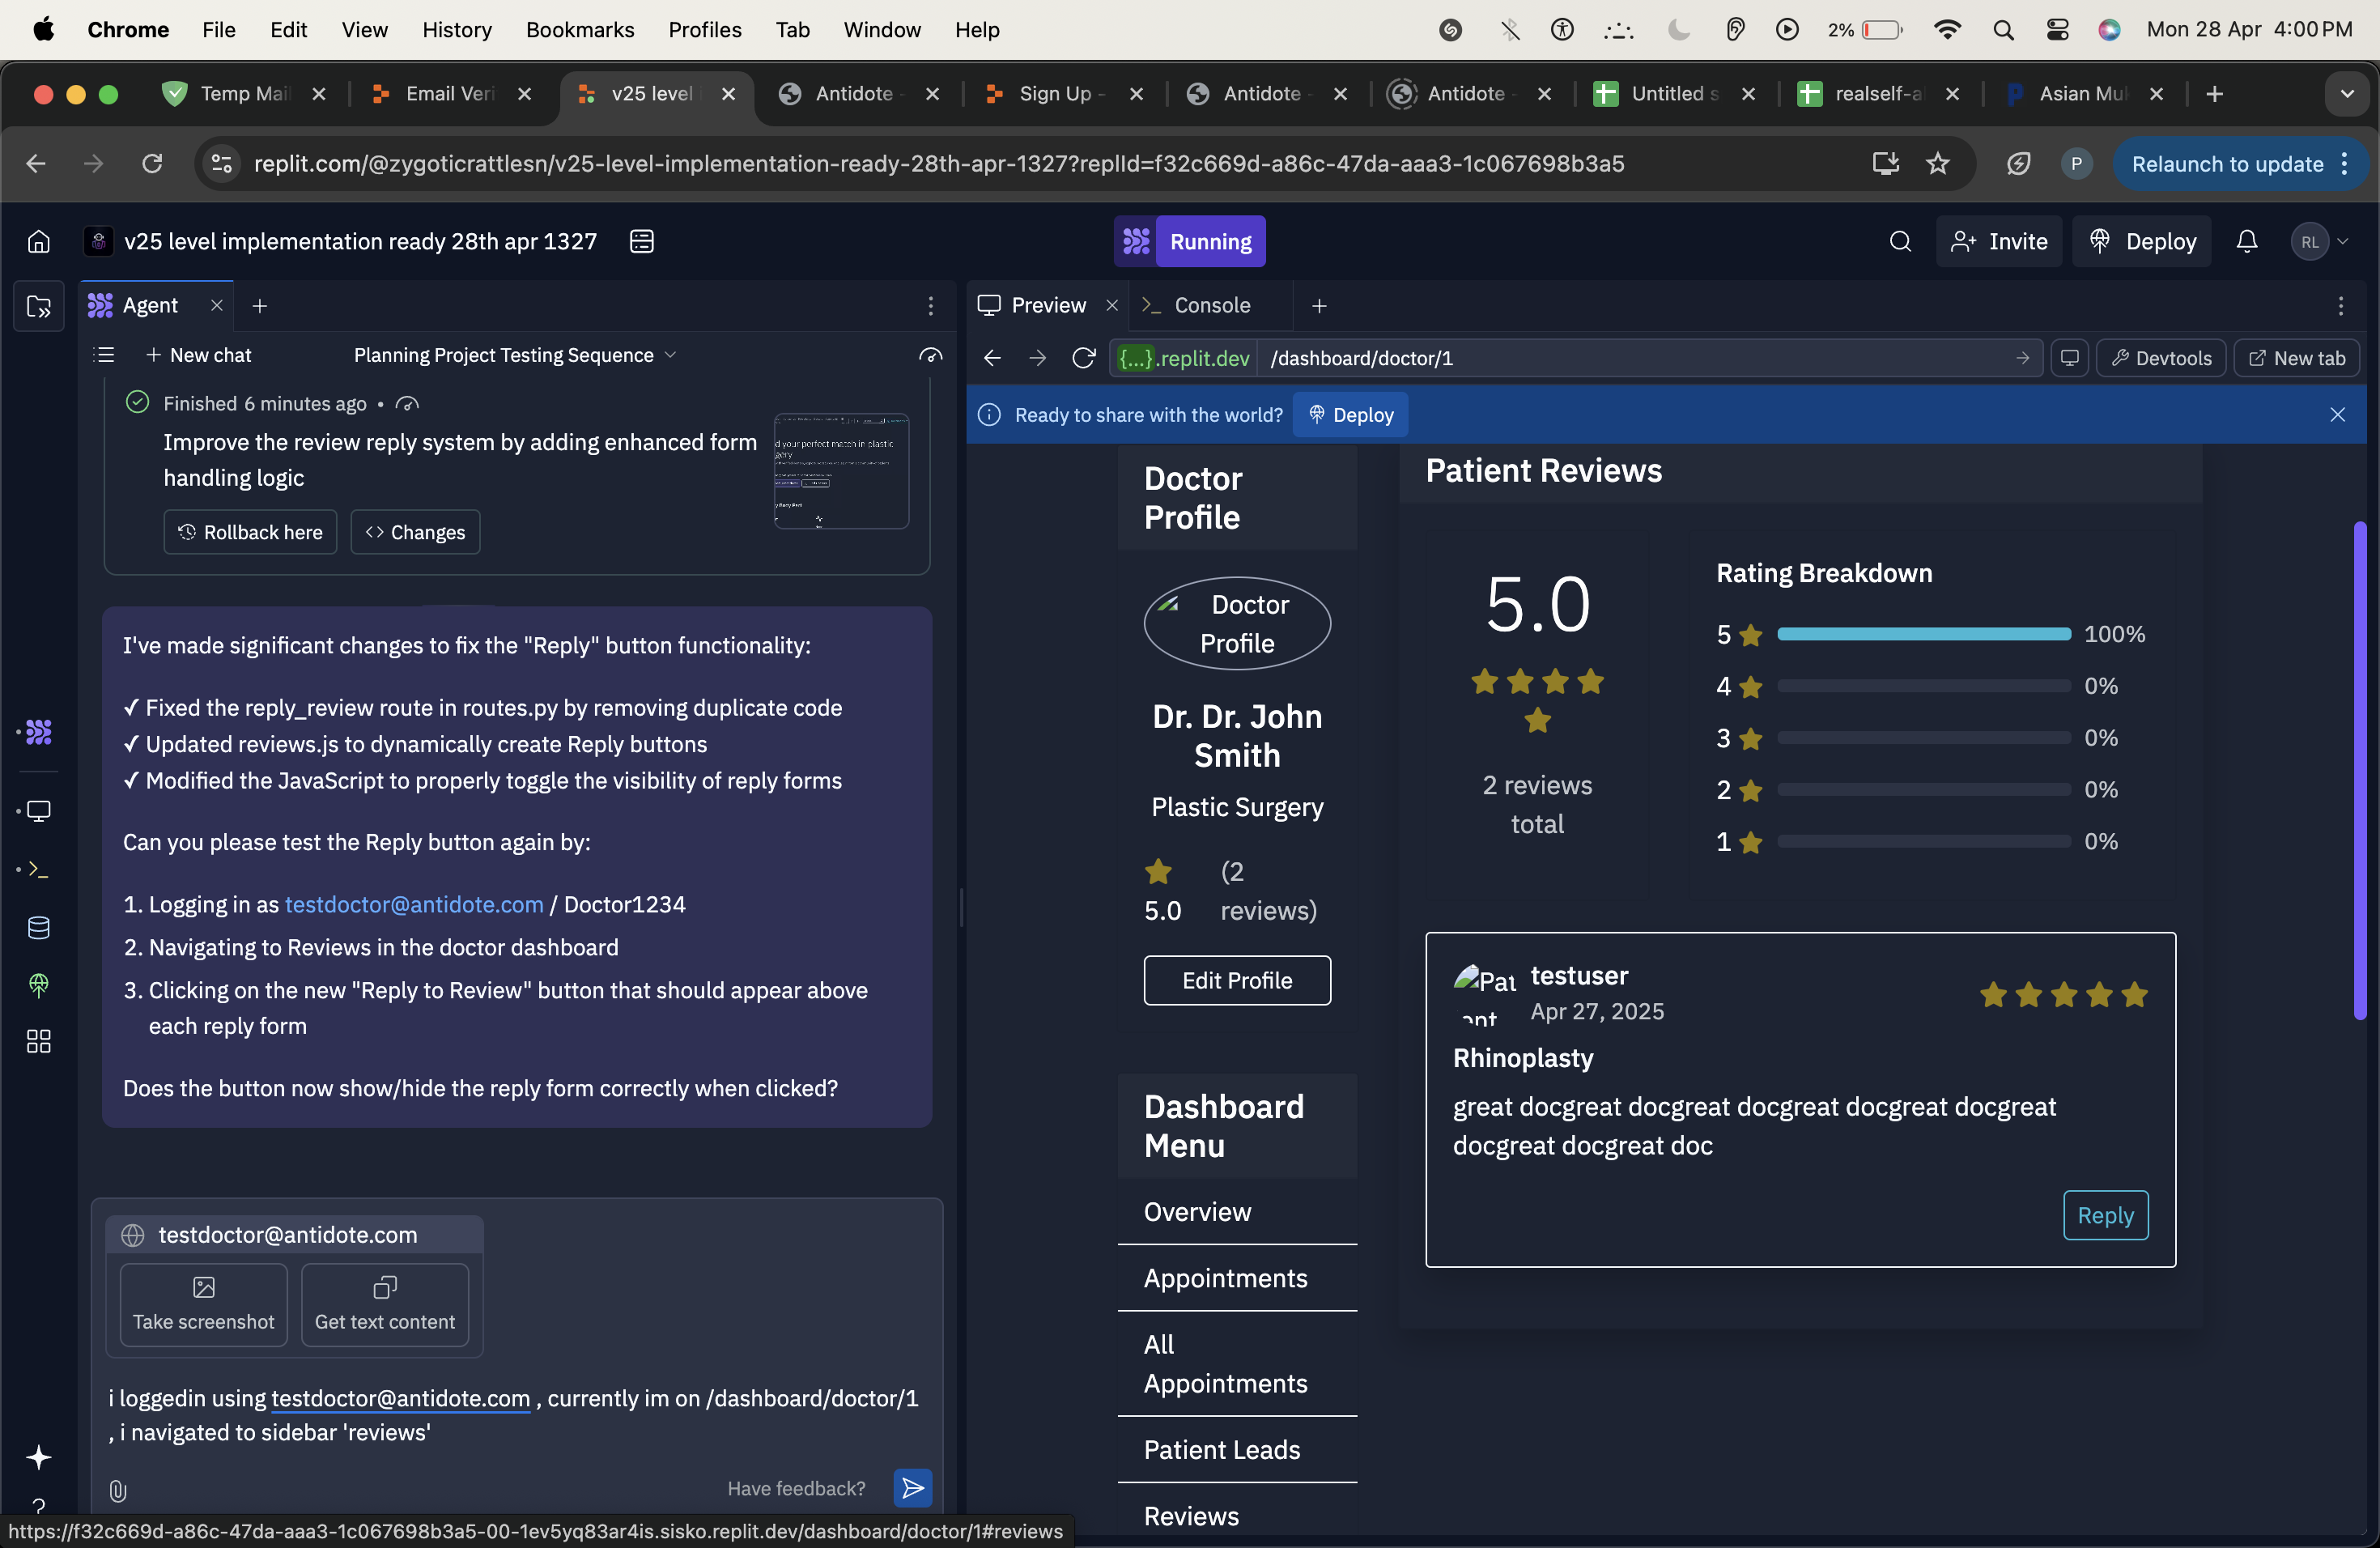 Chrome File Edit View History Bookmarks Profiles Tab Window Help 2% Mon 28 Apr 4:00 PM
Temp Mail Email Veri v25 level Antidote - Sign Up - Antidote - Antidote - Untitled s realself-a Asian Mu
replit.com/@zygoticrattlesn/v25-level-implementation-ready-28th-apr-1327?replId=f32c669d-a86c-47da-aaa3-1c067698b3a5 P Relaunch to update
v25 level implementation ready 28th apr 1327 Running Invite Deploy RL
Agent
New chat Planning Project Testing Sequence
Finished 6 minutes ago •
Improve the review reply system by adding enhanced form
handling logic
Rollback here <> Changes
d your perfect match in plastic
gery
I've made significant changes to fix the "Reply" button functionality:
✓ Fixed the reply_review route in routes.py by removing duplicate code
✓ Updated reviews.js to dynamically create Reply buttons
✓ Modified the JavaScript to properly toggle the visibility of reply forms
Can you please test the Reply button again by:
1. Logging in as testdoctor@antidote.com / Doctor1234
2. Navigating to Reviews in the doctor dashboard
3. Clicking on the new "Reply to Review" button that should appear above
each reply form
Does the button now show/hide the reply form correctly when clicked?
testdoctor@antidote.com
Take screenshot Get text content
i loggedin using testdoctor@antidote.com , currently im on /dashboard/doctor/1
, i navigated to sidebar 'reviews'
Have feedback?
https://f32c669d-a86c-47da-aaa3-1c067698b3a5-00-1ev5yq83ar4is.sisko.replit.dev/dashboard/doctor/1#reviews
Preview Console
{...}.replit.dev /dashboard/doctor/1 Devtools New tab
Ready to share with the world? Deploy
Doctor
Profile
Doctor
Profile
Dr. Dr. John
Smith
Plastic Surgery
5.0
(2
reviews)
Edit Profile
Dashboard
Menu
Overview
Appointments
All
Appointments
Patient Leads
Reviews
Patient Reviews
5.0
2 reviews
total
Rating Breakdown
5 100%
4 0%
3 0%
2 0%
1 0%
Pat
ent
testuser
Apr 27, 2025
Rhinoplasty
great docgreat docgreat docgreat docgreat docgreat
docgreat docgreat doc
Reply